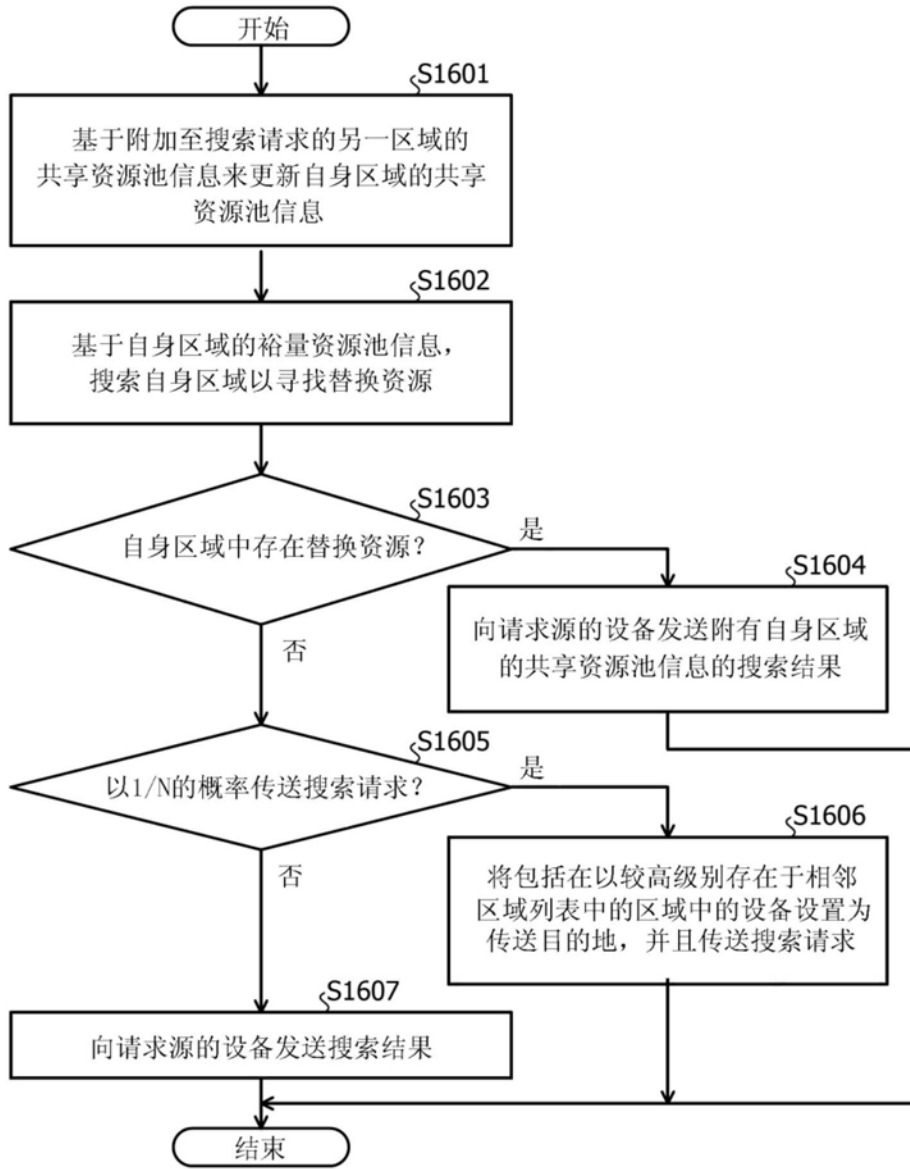 开始
S1601
基于附加至搜索请求的另一区域的
共享资源池信息来更新自身区域的共享
资源池信息
S1602
基于自身区域的裕量资源池信息，
搜索自身区域以寻找替换资源
S1603
自身区域中存在替换资源？
是
否
S1604
向请求源的设备发送附有自身区域
的共享资源池信息的搜索结果
S1605
以1/N的概率传送搜索请求？
是
否
S1606
将包括在以较高级别存在于相邻
区域列表中的区域中的设备设置为
传送目的地，并且传送搜索请求
S1607
向请求源的设备发送搜索结果
结束